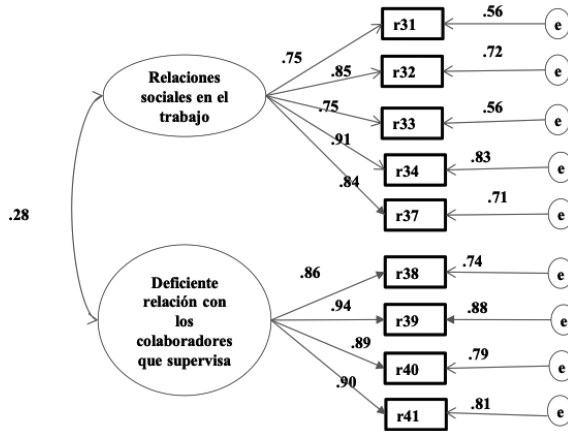 r31
.56
e
.75
r32
.72
e
.85
Relaciones
sociales en el
trabajo
.75
r33
.56
e
.91
r34
.83
e
.84
r37
.71
e
.28
.86
r38
.74
e
Deficiente
relación con
los
colaboradores
que supervisa
.94
r39
.88
e
.89
r40
.79
e
.90
r41
.81
e